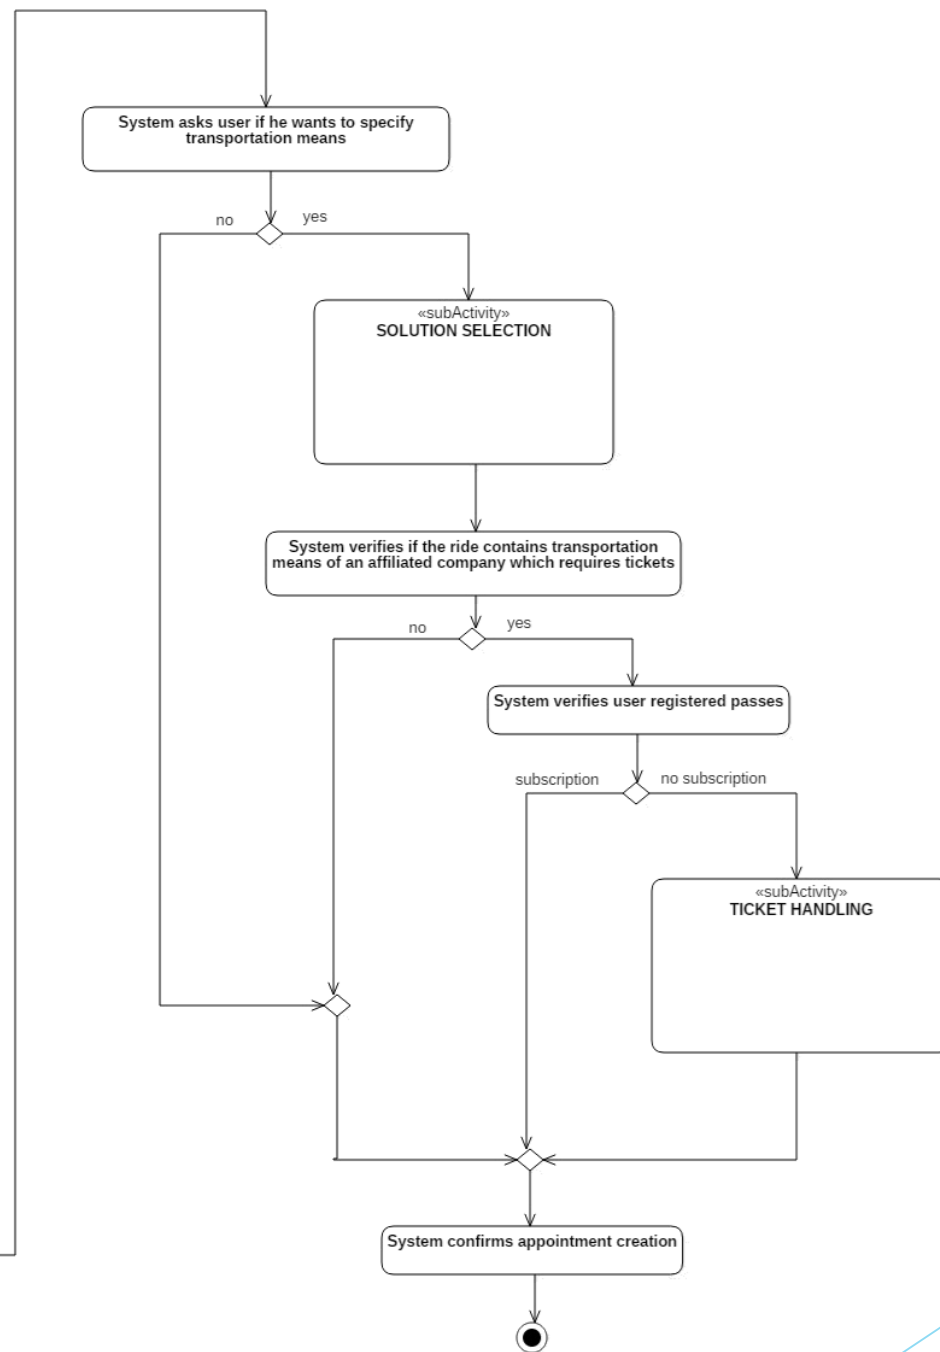 System asks user if he wants to specify
transportation means
no
yes
«subActivity»
SOLUTION SELECTION
System verifies if the ride contains transportation
means of an affiliated company which requires tickets
no
yes
System verifies user registered passes
subscription
no subscription
«subActivity»
TICKET HANDLING
System confirms appointment creation